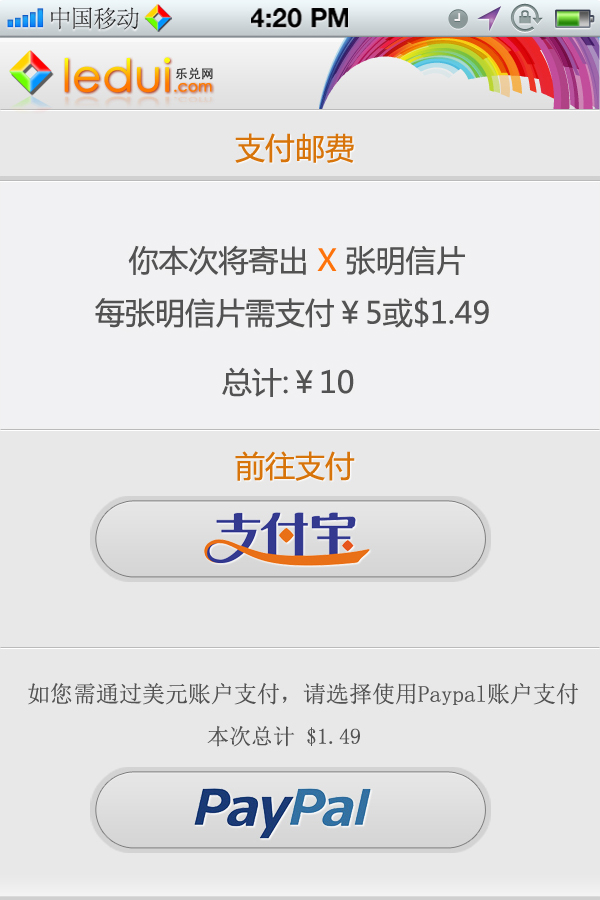 中国移动 4:20 PM
ledui.com 乐兑网
支付邮费
你本次将寄出 X 张明信片
每张明信片需支付¥5或$1.49
总计:¥10
前往支付
支付宝
如您需通过美元账户支付，请选择使用Paypal账户支付
本次总计 $1.49
PayPal